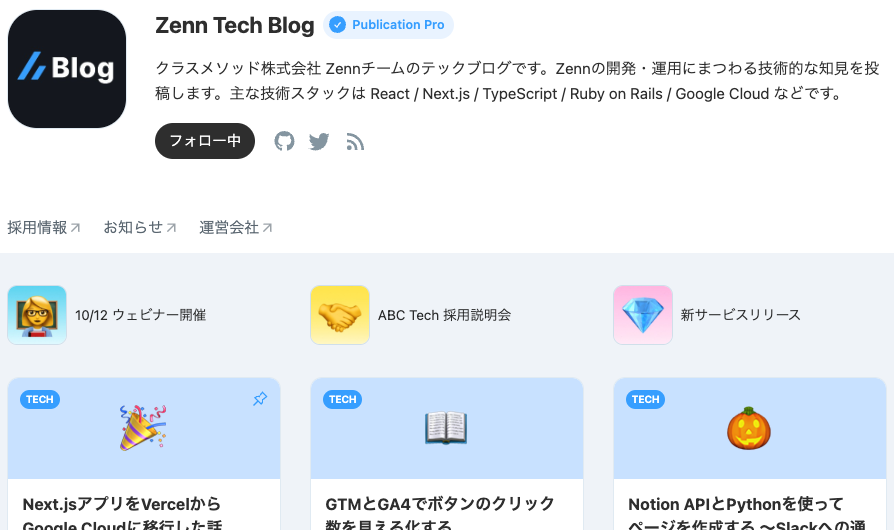 Blog
Zenn Tech Blog
Publication Pro
クラスメソッド株式会社 Zennチームのテックブログです。Zennの開発・運用にまつわる技術的な知見を投
稿します。主な技術スタックは React / Next.js / TypeScript / Ruby on Rails / Google Cloud などです。
フォロー中
採用情報
お知らせ
運営会社
10/12 ウェビナー開催
ABC Tech 採用説明会
新サービスリリース
TECH
Next.jsアプリをVercelから
Google Cloudに移行した話
TECH
GTMとGA4でボタンのクリック
数を見える化する
TECH
Notion APIとPythonを使って
ページを作成する 〜Slackへの通